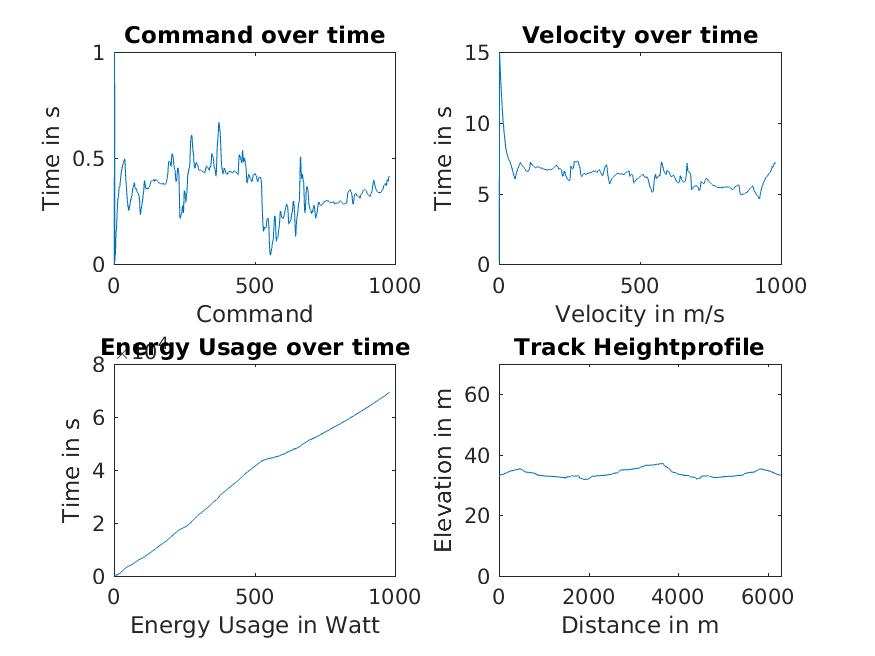 Command over time
Time in s
1
0.5
0
0
500
1000
Command
Velocity over time
Time in s
15
10
5
0
0
500
1000
Velocity in m/s
Energy Usage over time
×10⁴
Time in s
8
6
4
2
0
0
500
1000
Energy Usage in Watt
Track Heightprofile
Elevation in m
60
40
20
0
0
2000
4000
6000
Distance in m